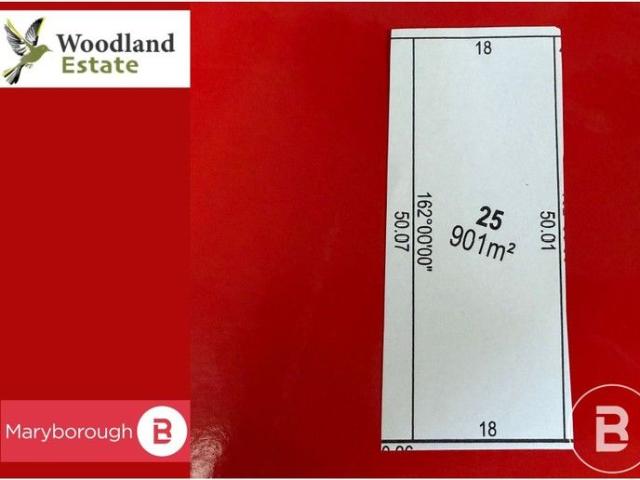 Woodland
Estate
18
162°00'00"
50.07
25
901m²
50.01
18
Maryborough B
B